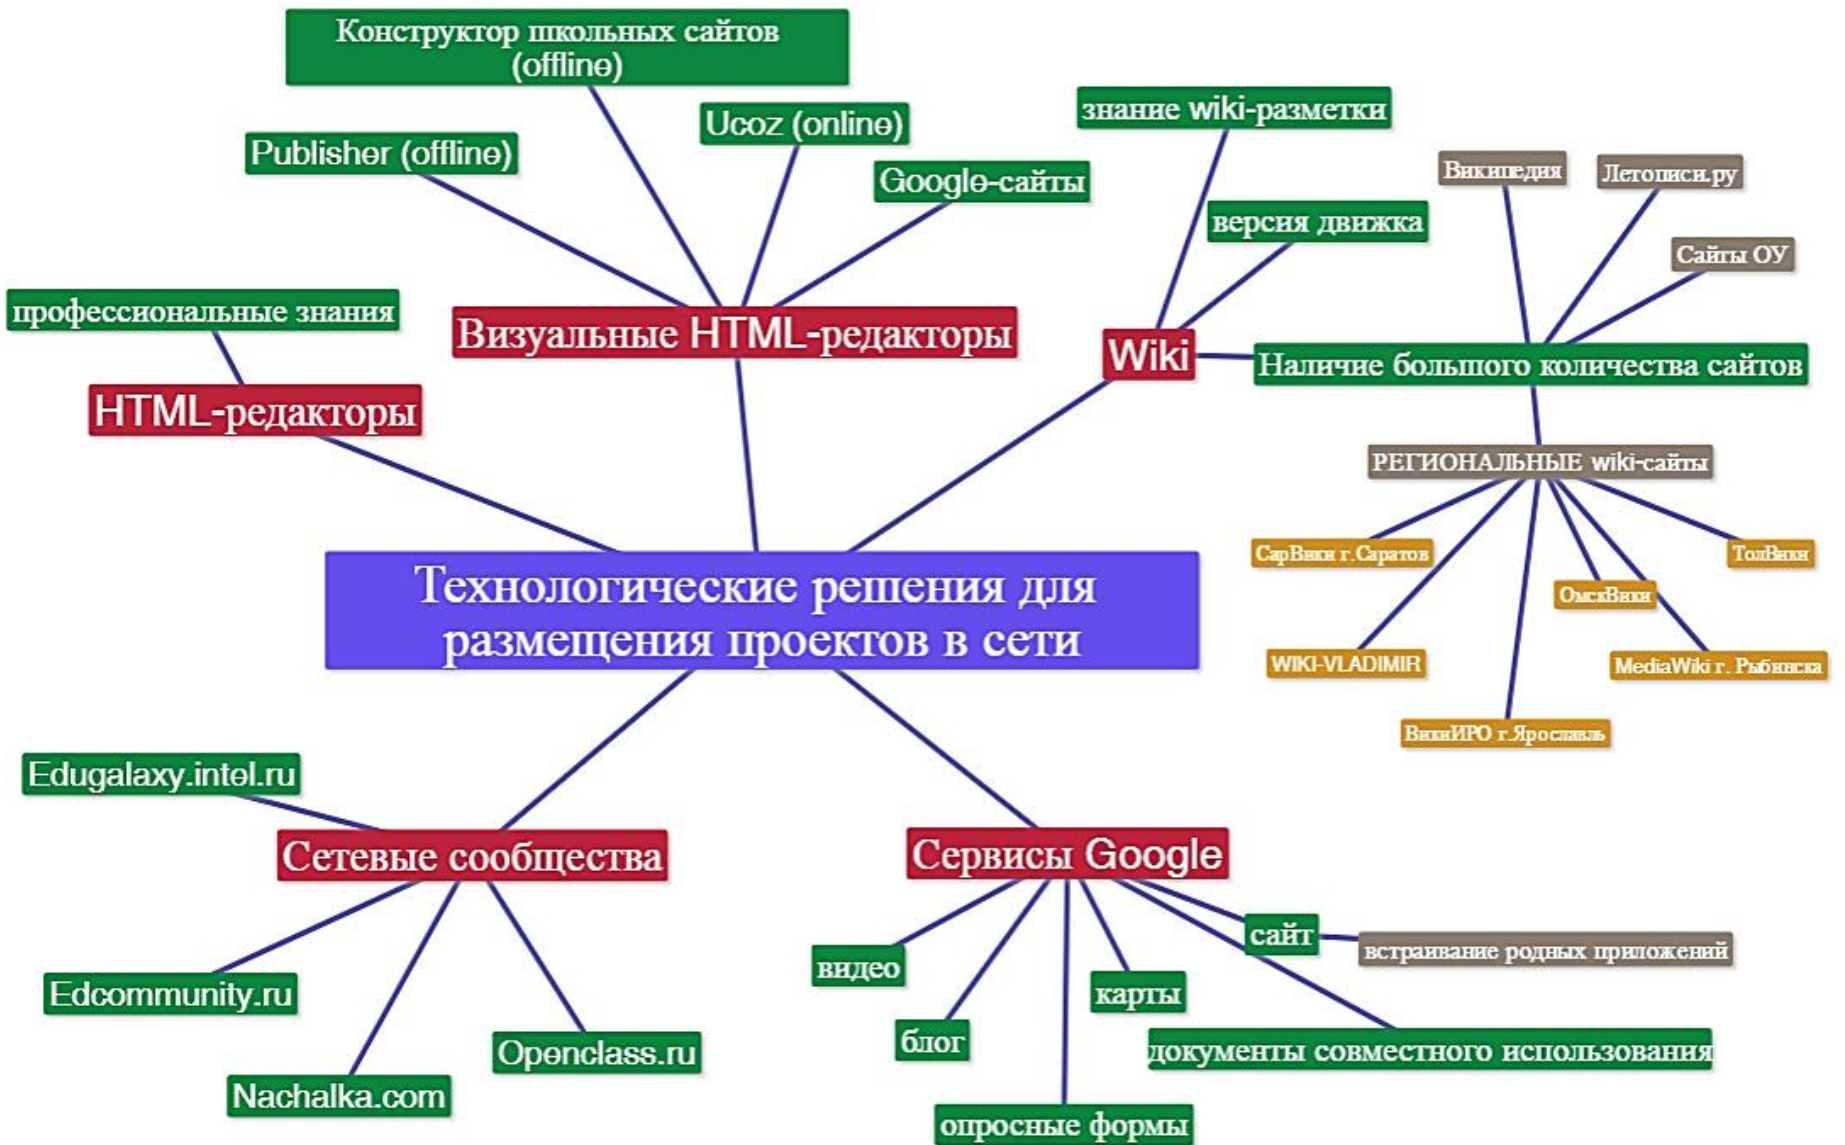 Конструктор школьных сайтов
(offline)
Publisher (offline)
Ucoz (online)
Google-сайты
знание wiki-разметки
версия движка
Википедия
Летописи.ру
Сайты ОУ
профессиональные знания
HTML-редакторы
Визуальные HTML-редакторы
Wiki
Наличие большого количества сайтов
РЕГИОНАЛЬНЫЕ wiki-сайты
СарВики г.Саратов
ТолВики
ОмскВики
WIKI-VLADIMIR
MediaWiki г. Рыбинска
ВикиИРО г.Ярославль
Технологические решения для
размещения проектов в сети
Edugalaxy.intel.ru
Сетевые сообщества
Edcommunity.ru
Nachalka.com
Openclass.ru
Сервисы Google
видео
блог
опросные формы
карты
сайт
встраивание родных приложений
документы совместного использования